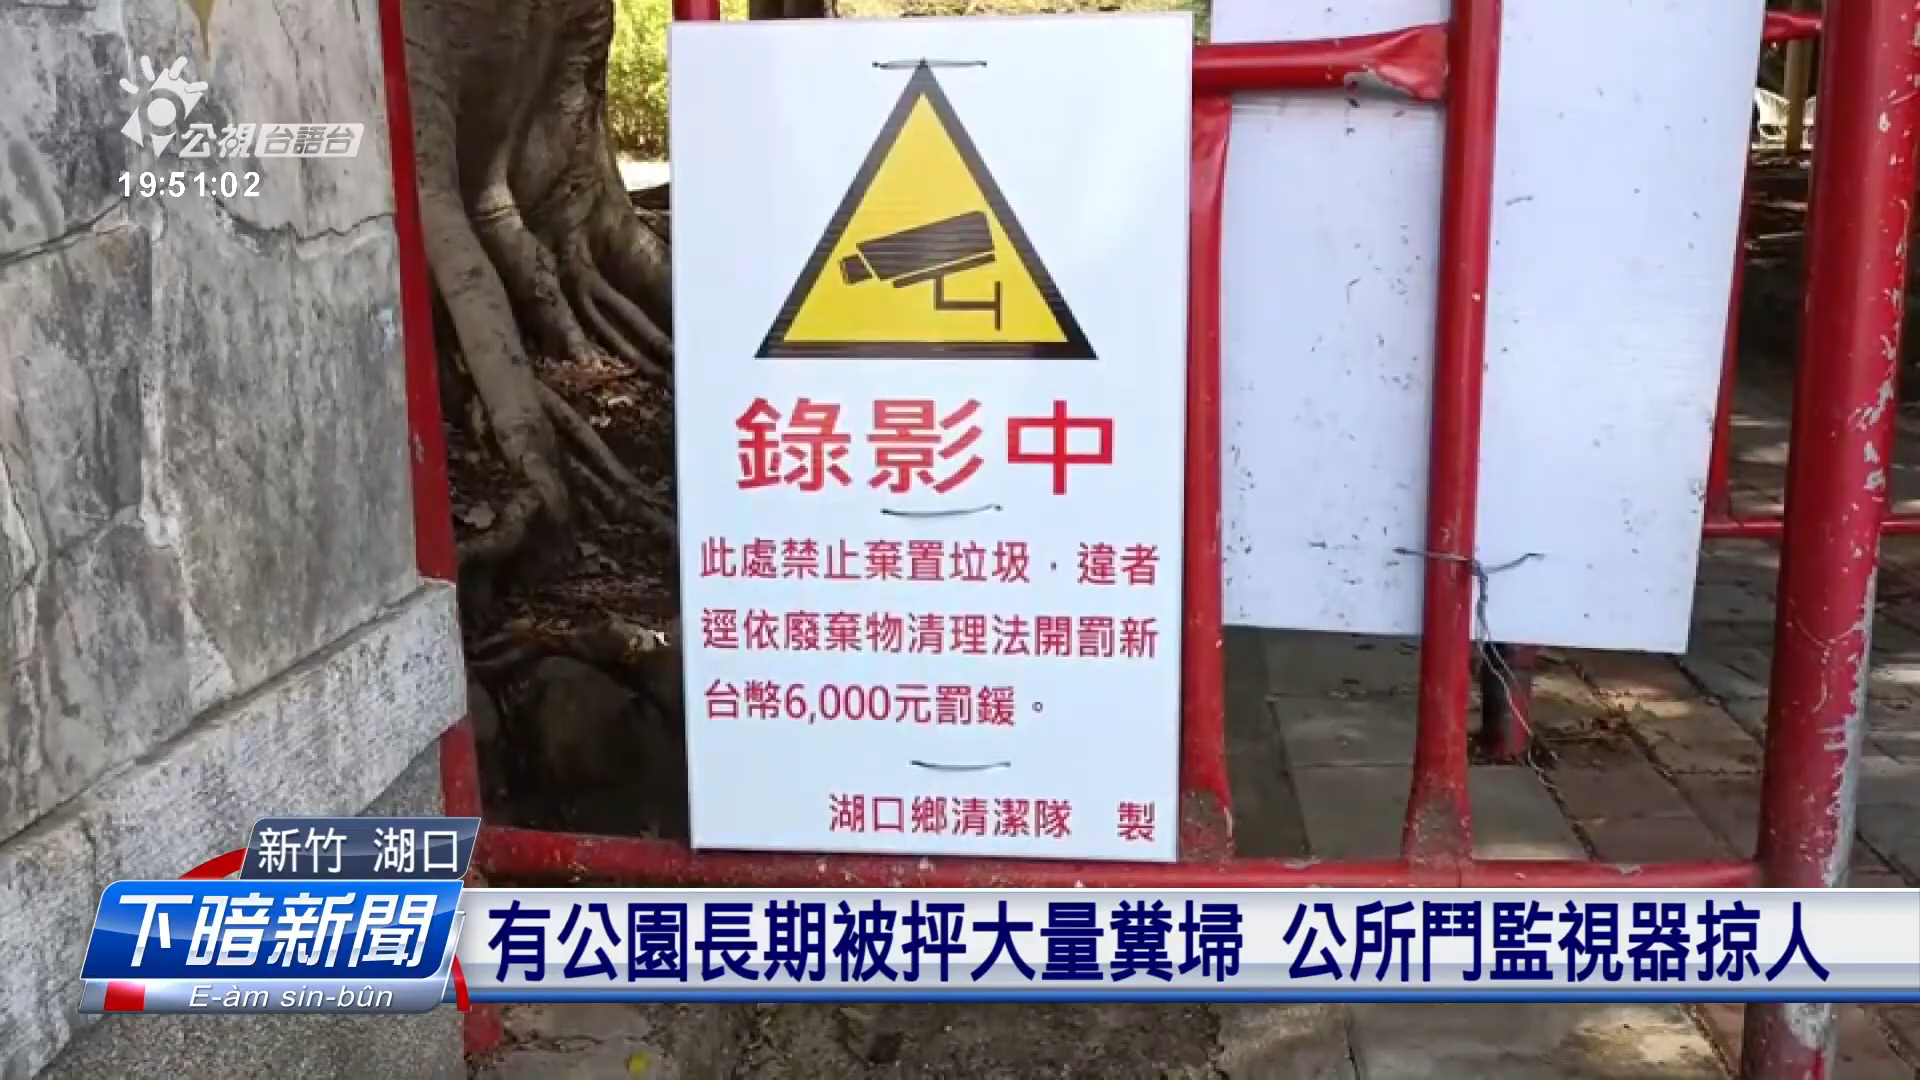 公視 台語台
19:51:02
錄影中
此處禁止棄置垃圾，違者
逕依廢棄物清理法開罰新
台幣6,000元罰鍰。
湖口鄉清潔隊 製
新竹 湖口
下暗新聞
E-àm sin-bûn
有公園長期被抨大量糞埽 公所鬥監視器掠人